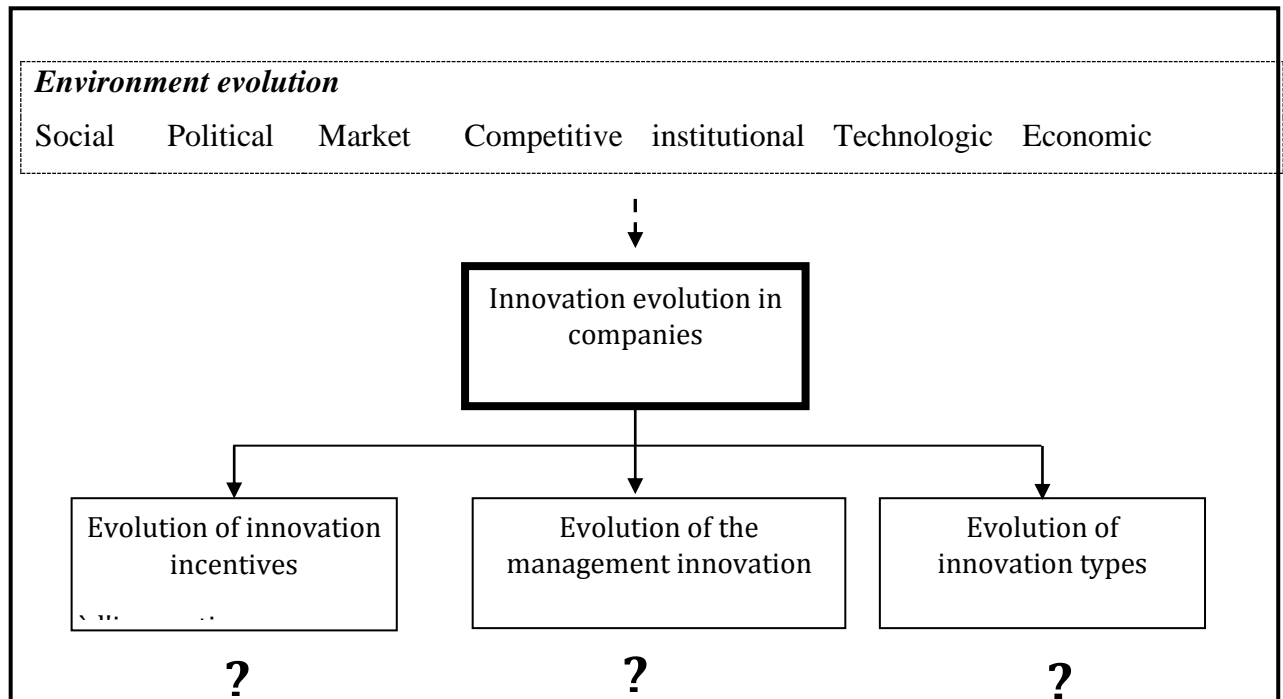 Environment evolution
Social Political Market Competitive institutional Technologic Economic
Innovation evolution in
companies
Evolution of innovation
incentives
Evolution of the
management innovation
Evolution of
innovation types
? ? ?